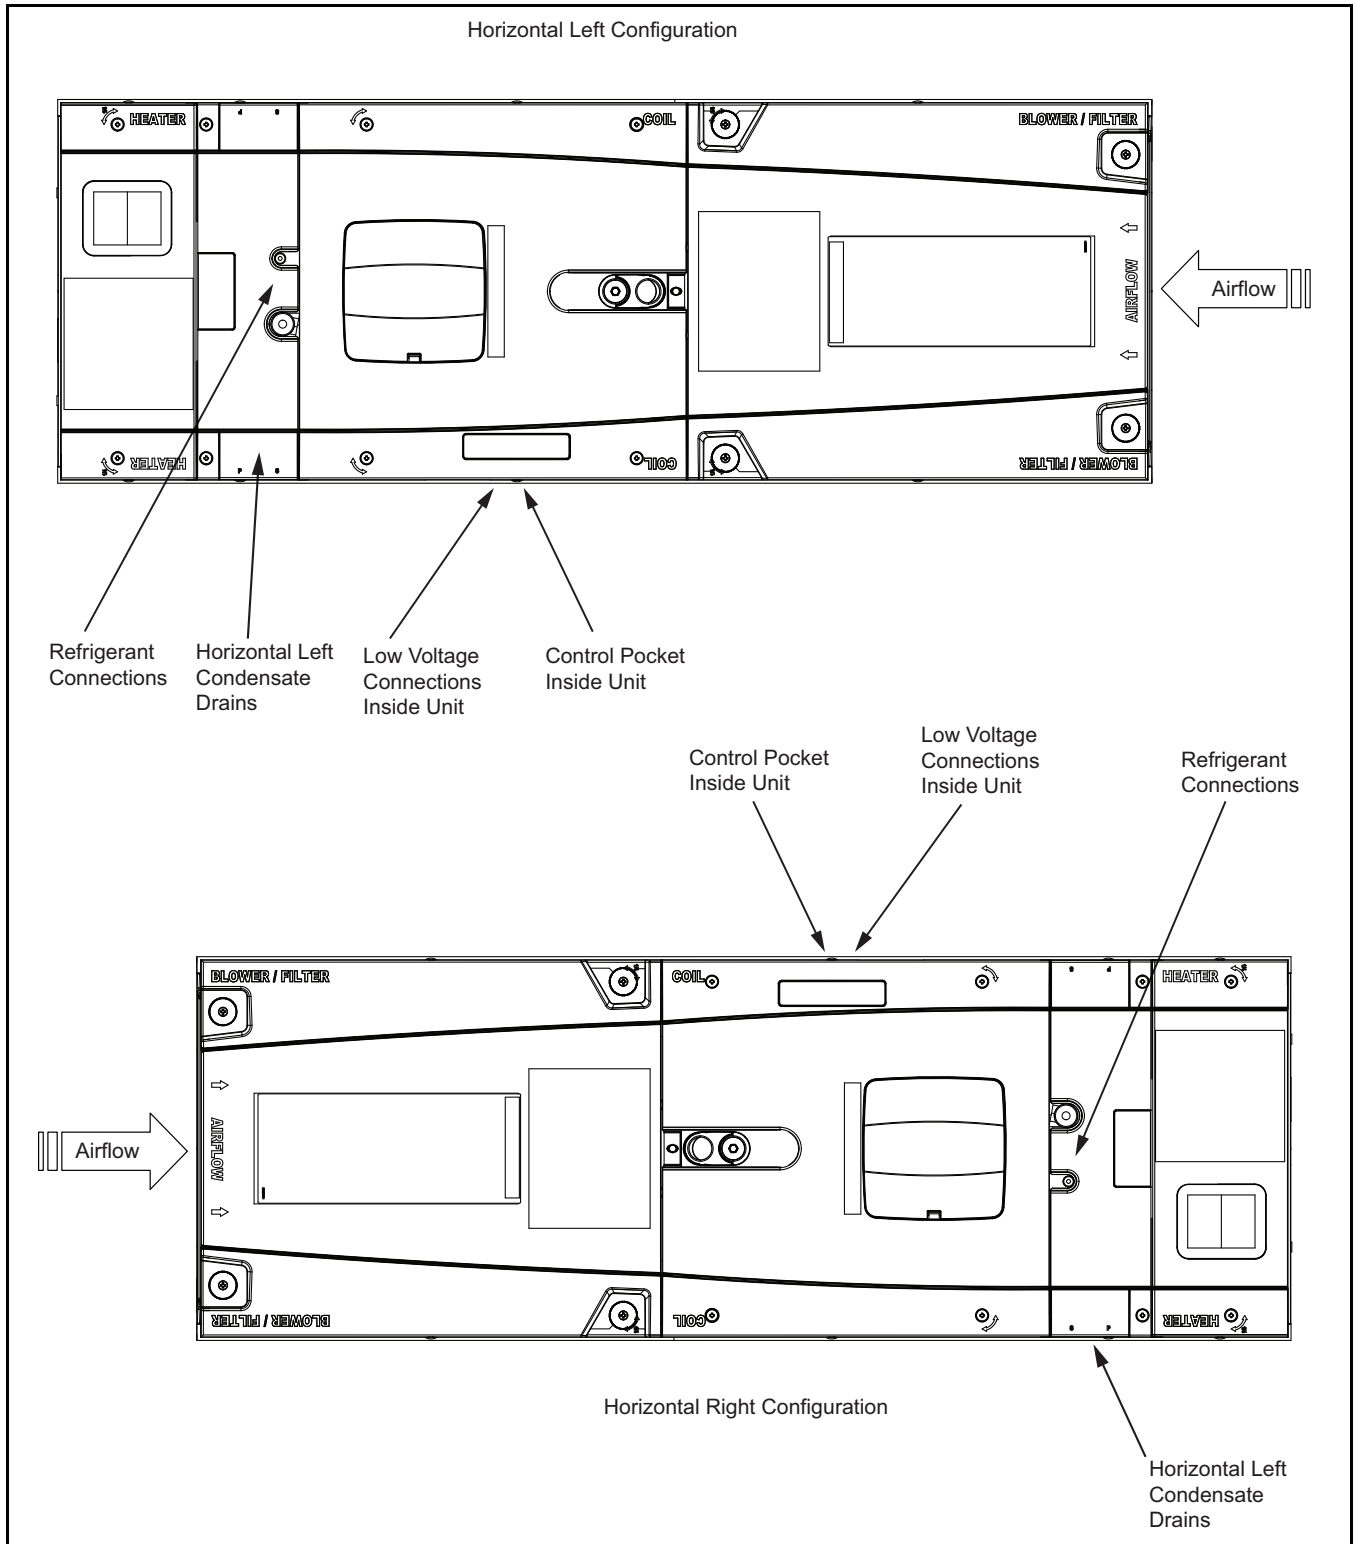 Horizontal Left Configuration
HEATER
P
S
COIL
BLOWER / FILTER
AIRFLOW
Airflow
HEATER
P
S
COIL
BLOWER / FILTER
Refrigerant
Connections
Horizontal Left
Condensate
Drains
Low Voltage
Connections
Inside Unit
Control Pocket
Inside Unit
Control Pocket
Inside Unit
Low Voltage
Connections
Inside Unit
Refrigerant
Connections
BLOWER / FILTER
COIL
S
P
HEATER
Airflow
AIRFLOW
BLOWER / FILTER
COIL
S
P
HEATER
Horizontal Right Configuration
Horizontal Left
Condensate
Drains